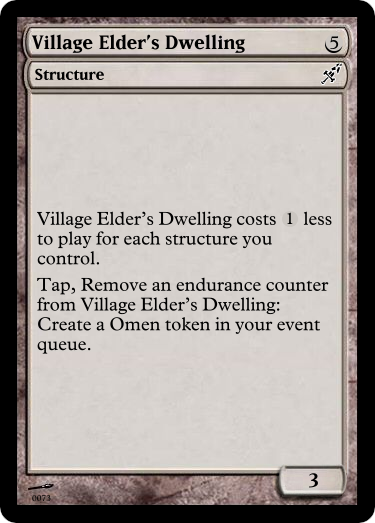 Village Elder's Dwelling 5
Structure
Village Elder's Dwelling costs 1 less
to play for each structure you
control.
Tap, Remove an endurance counter
from Village Elder's Dwelling:
Create a Omen token in your event
queue.
3
0073